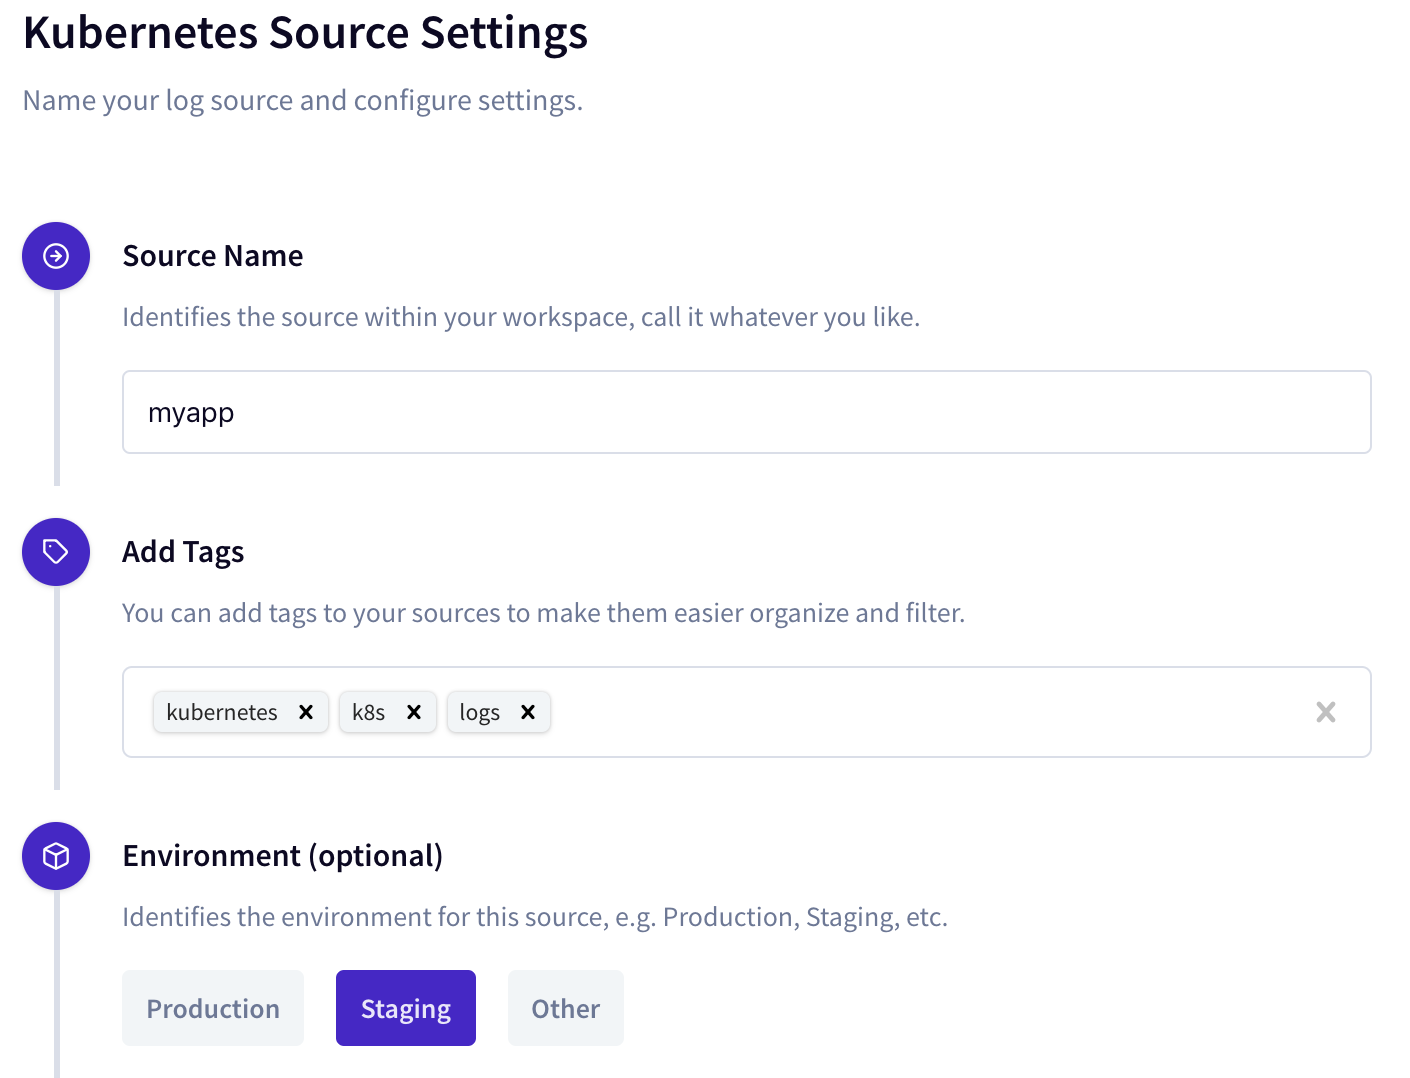 Kubernetes Source Settings
Name your log source and configure settings.
Source Name
Identifies the source within your workspace, call it whatever you like.
myapp
Add Tags
You can add tags to your sources to make them easier organize and filter.
kubernetes k8s logs
Environment (optional)
Identifies the environment for this source, e.g. Production, Staging, etc.
Production Staging Other